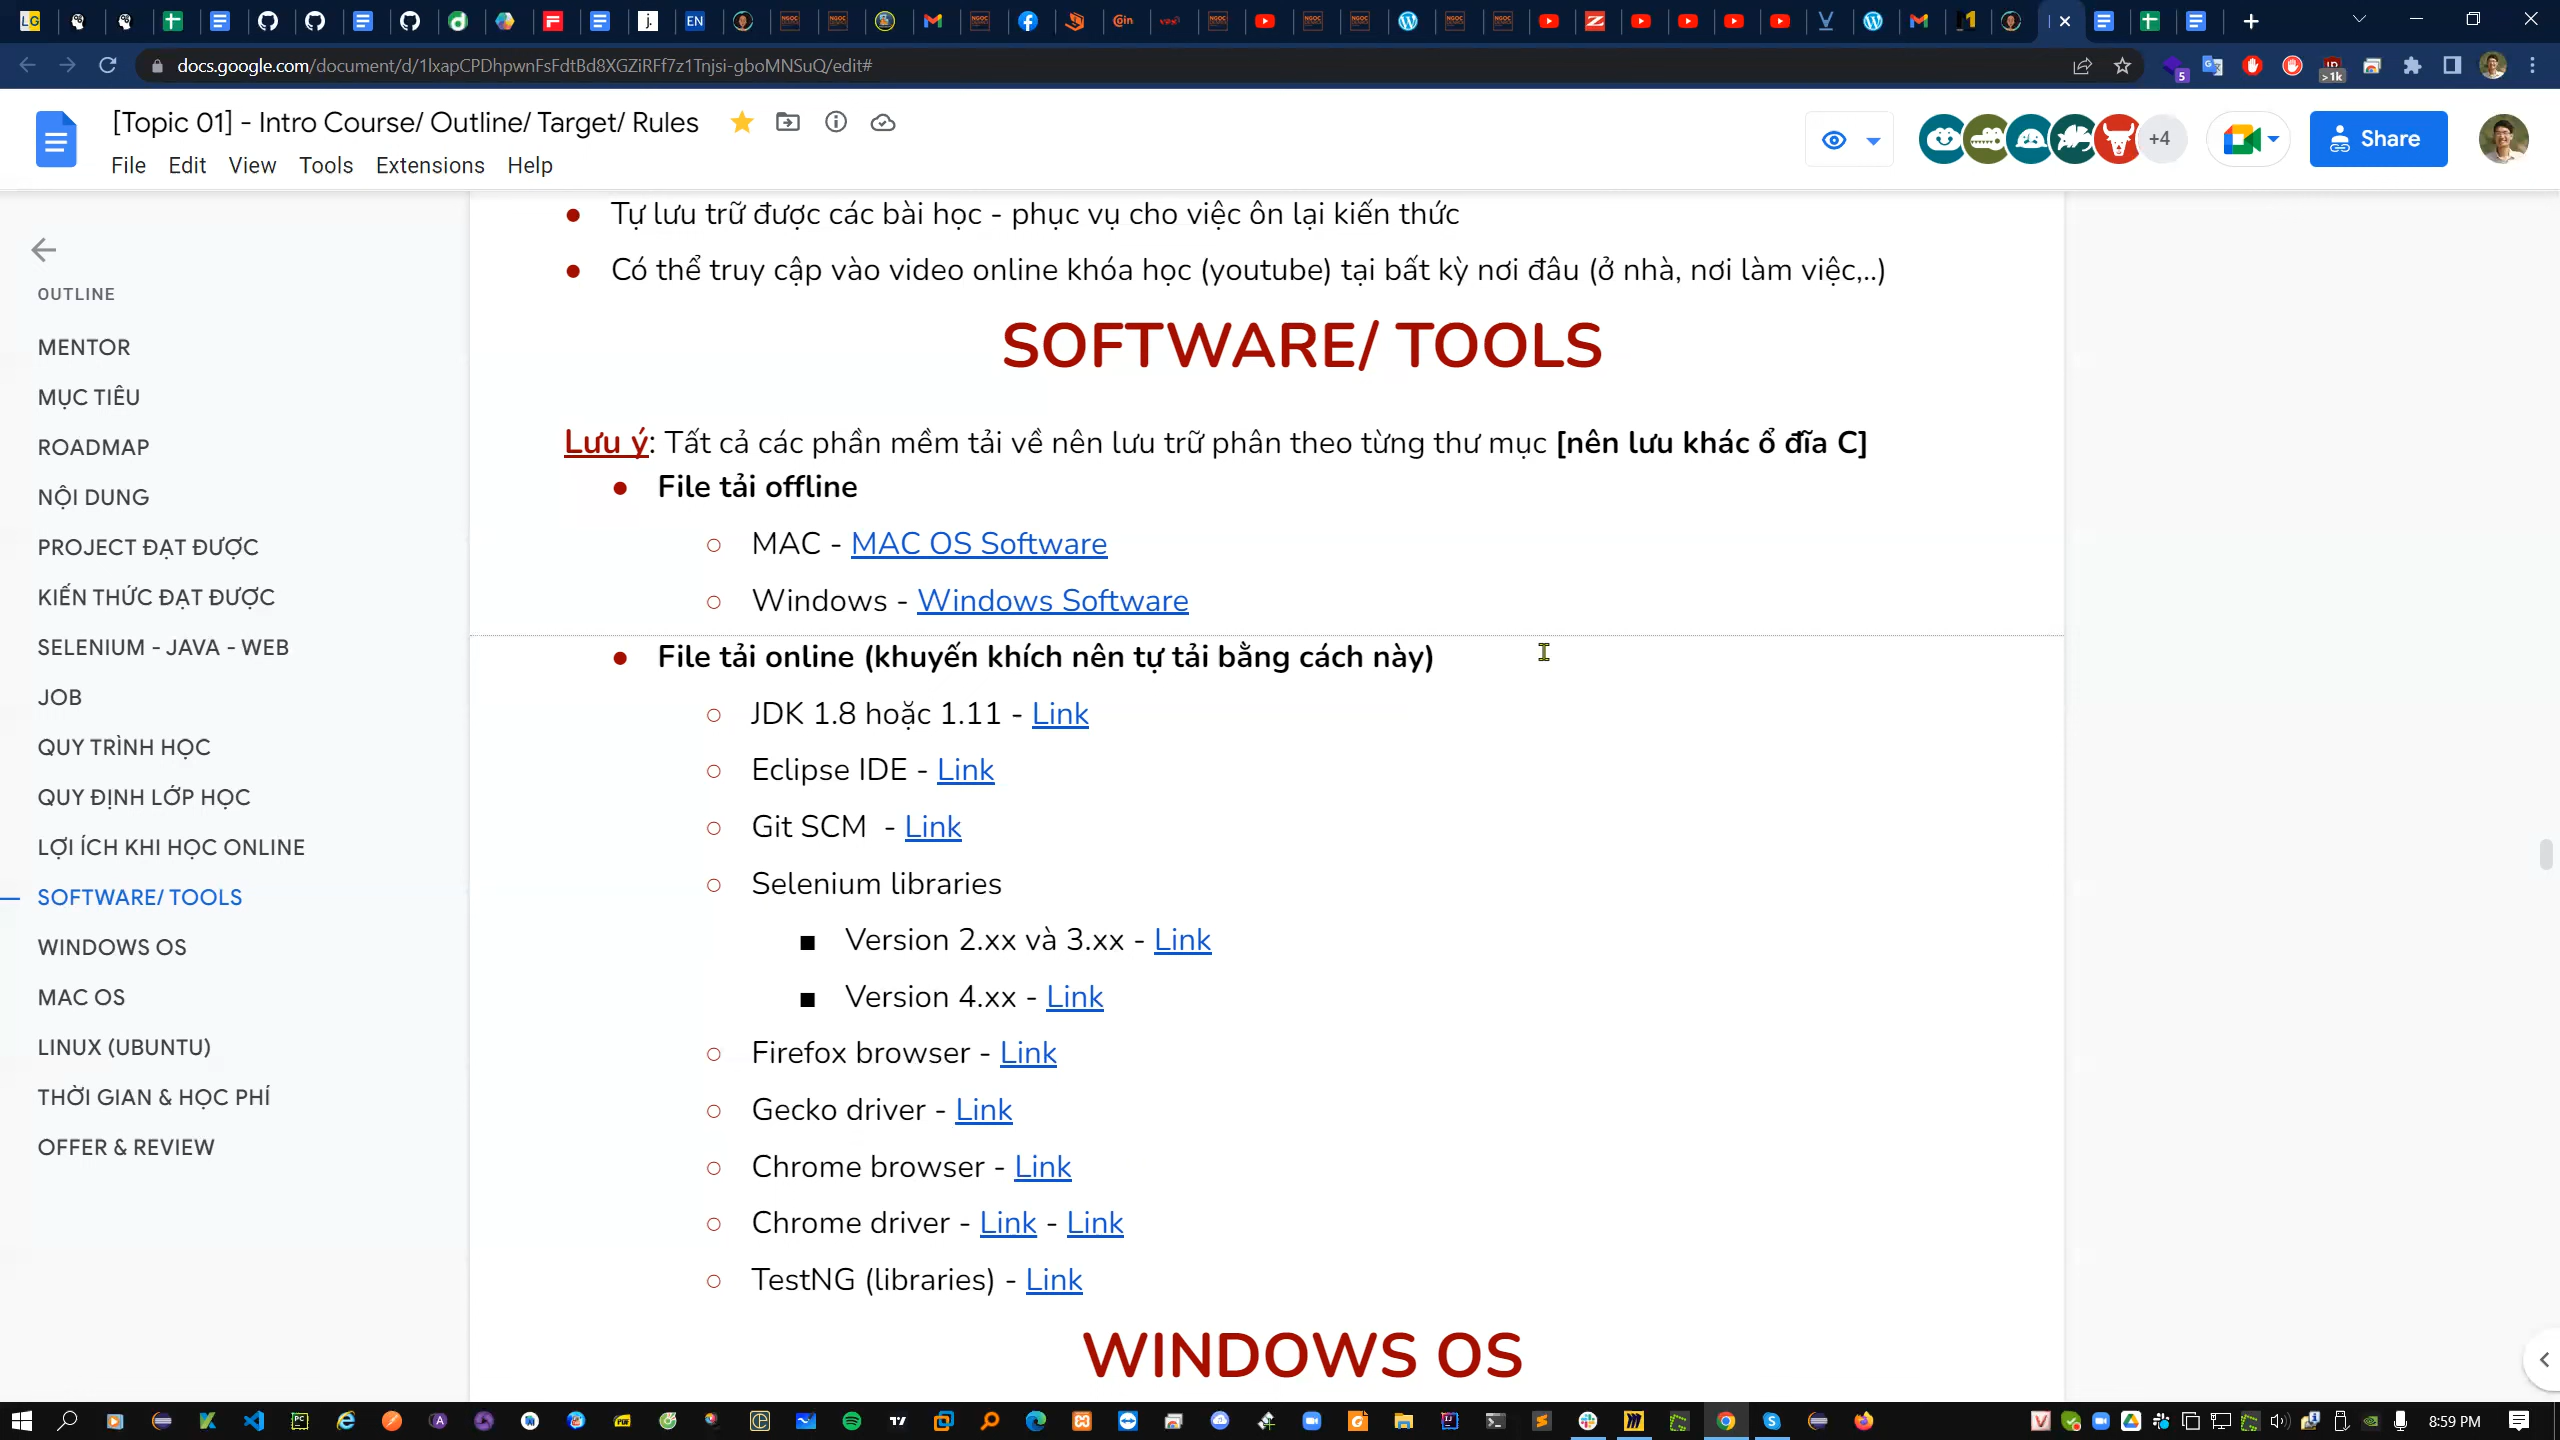 docs.google.com/document/d/1lxapCPDhpwnFsFdtBd8XGZiRFf7z1Tnjsi-gboMNSuQ/edit#
[Topic 01] - Intro Course/ Outline/ Target/ Rules
+4
Share
File Edit View Tools Extensions Help
OUTLINE
MENTOR
MỤC TIÊU
ROADMAP
NỘI DUNG
PROJECT ĐẠT ĐƯỢC
KIẾN THỨC ĐẠT ĐƯỢC
SELENIUM - JAVA - WEB
JOB
QUY TRÌNH HỌC
QUY ĐỊNH LỚP HỌC
LỢI ÍCH KHI HỌC ONLINE
SOFTWARE/ TOOLS
WINDOWS OS
MAC OS
LINUX (UBUNTU)
THỜI GIAN & HỌC PHÍ
OFFER & REVIEW
Tự lưu trữ được các bài học - phục vụ cho việc ôn lại kiến thức
Có thể truy cập vào video online khóa học (youtube) tại bất kỳ nơi đâu (ở nhà, nơi làm việc,..)
SOFTWARE/ TOOLS
Lưu ý: Tất cả các phần mềm tải về nên lưu trữ phân theo từng thư mục [nên lưu khác ổ đĩa C]
File tải offline
MAC - MAC OS Software
Windows - Windows Software
File tải online (khuyến khích nên tự tải bằng cách này)
JDK 1.8 hoặc 1.11 - Link
Eclipse IDE - Link
Git SCM - Link
Selenium libraries
Version 2.xx và 3.xx - Link
Version 4.xx - Link
Firefox browser - Link
Gecko driver - Link
Chrome browser - Link
Chrome driver - Link - Link
TestNG (libraries) - Link
WINDOWS OS
8:59 PM